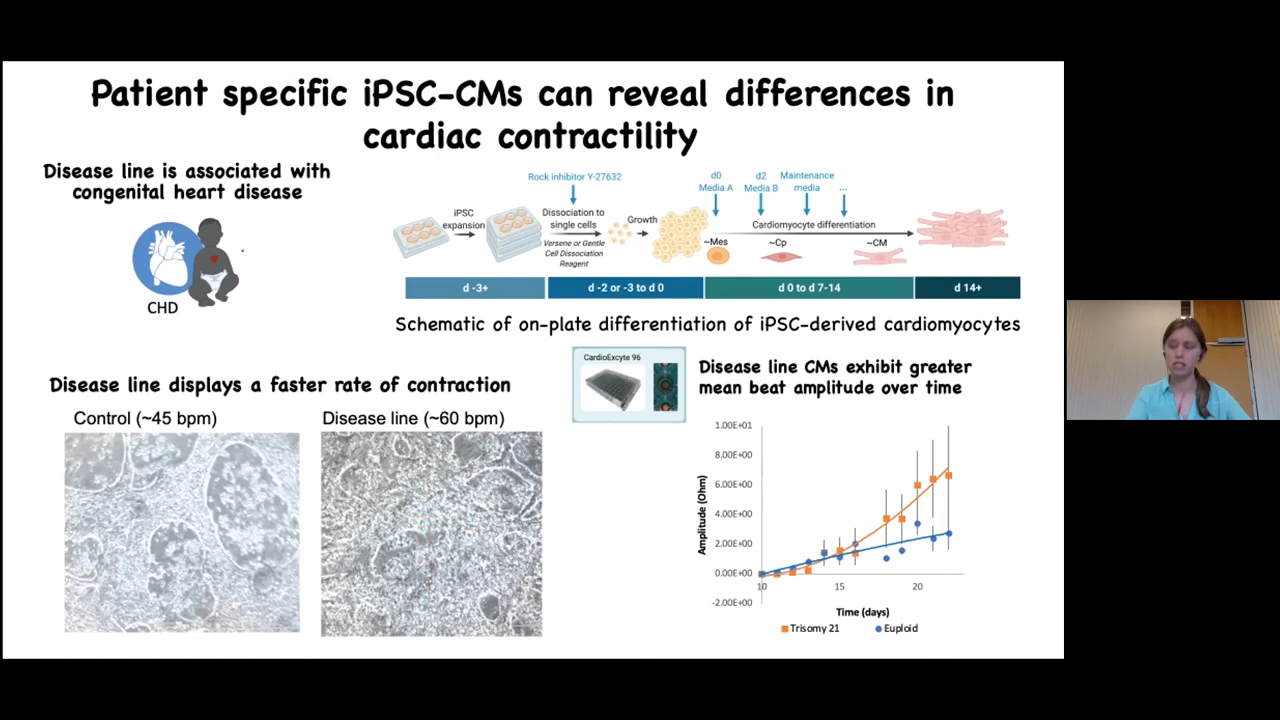 Patient specific iPSC-CMs can reveal differences in
cardiac contractility
Disease line is associated with
congenital heart disease
CHD
Rock inhibitor Y-27632
d0
Media A
d2
Media B
Maintenance
media
...
iPSC
expansion
Dissociation to
single cells
Versene or Gentle
Cell Dissociation
Reagent
Growth
Cardiomyocyte differentiation
~Mes
~Cp
~CM
d -3+
d -2 or -3 to d 0
d 0 to d 7-14
d 14+
Schematic of on-plate differentiation of iPSC-derived cardiomyocytes
Disease line displays a faster rate of contraction
Control (~45 bpm)
Disease line (~60 bpm)
CardioExcyte 96
Disease line CMs exhibit greater
mean beat amplitude over time
Amplitude (Ohm)
1.00E+01
8.00E+00
6.00E+00
4.00E+00
2.00E+00
0.00E+00
-2.00E+00
10
15
20
Time (days)
Trisomy 21
Euploid